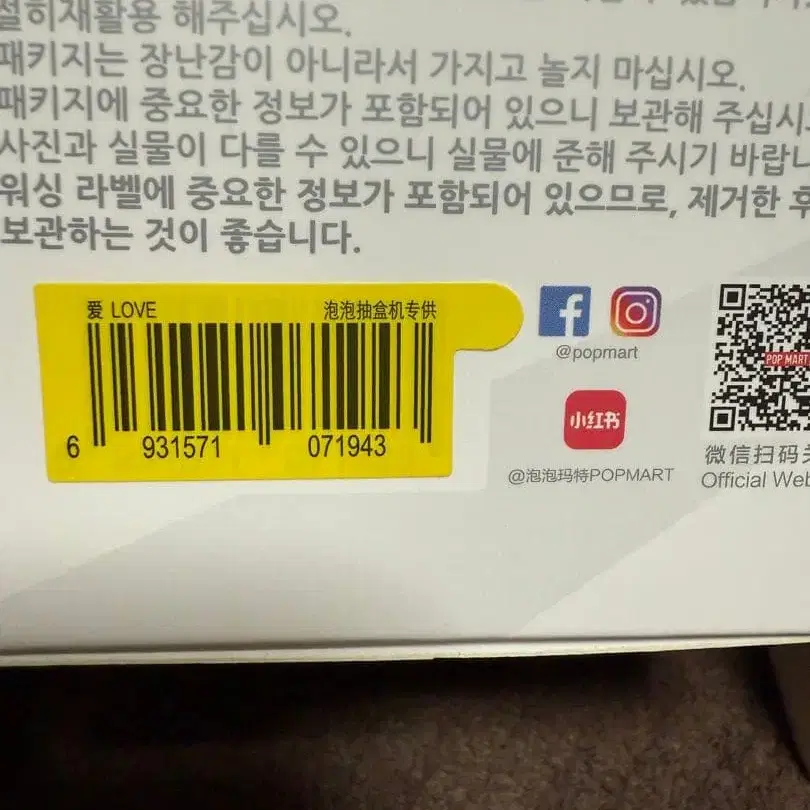 해주십시오.
패키지는 장난감이 아니라서 가지고 놀지 마십시오.
패키지에 중요한 정보가 포함되어 있으니 보관해 주십시오
사진과 실물이 다를 수 있으니 실물에 준해 주시기 바랍니
워싱 라벨에 중요한 정보가 포함되어 있으므로, 제거한 후
보관하는 것이 좋습니다.
爱 LOVE 泡泡抽盒机专供
6 931571 071943
@popmart
小红书
@泡泡玛特POPMART
POP MART
微信扫码关
Official Web